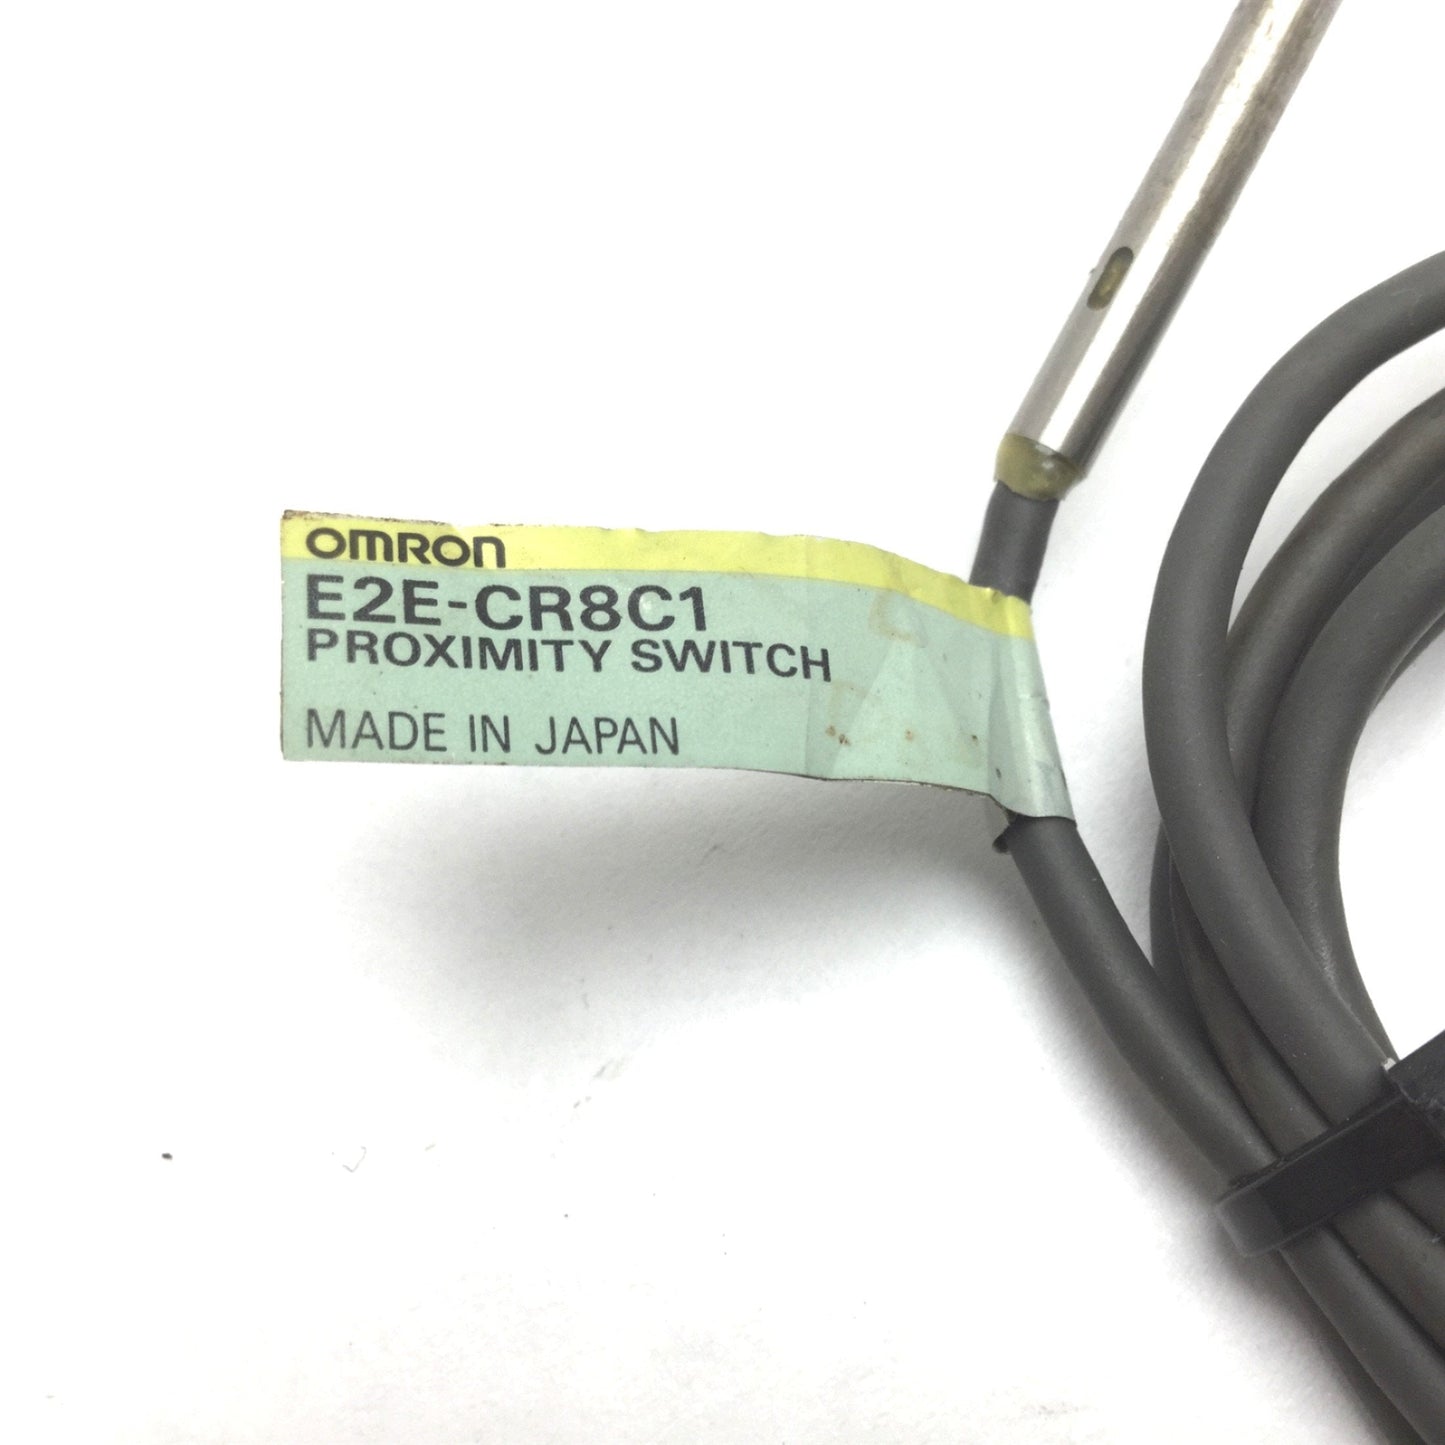 OMRON
E2E-CR8C1
PROXIMITY SWITCH
MADE IN JAPAN